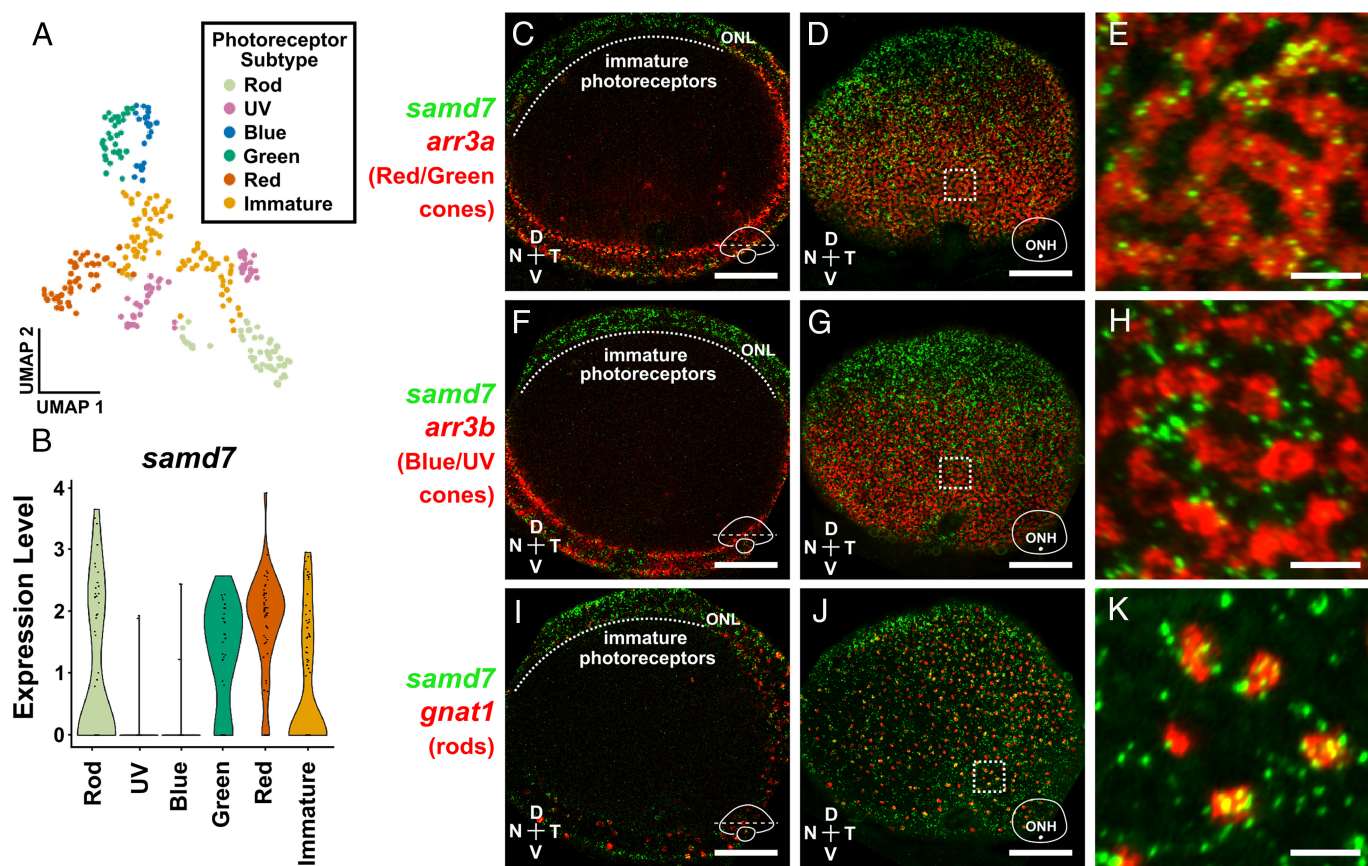 A
Photoreceptor
Subtype
Rod
UV
Blue
Green
Red
Immature
UMAP 2
UMAP 1
B
samd7
Expression Level
4
3
2
1
0
Rod
UV
Blue
Green
Red
Immature
samd7
arr3a
(Red/Green
cones)
C
ONL
immature
photoreceptors
D
N T
V
D
D
N T
V
ONH
E
samd7
arr3b
(Blue/UV
cones)
F
ONL
immature
photoreceptors
D
N T
V
G
D
N T
V
ONH
H
samd7
gnat1
(rods)
I
ONL
immature
photoreceptors
D
N T
V
J
D
N T
V
ONH
K